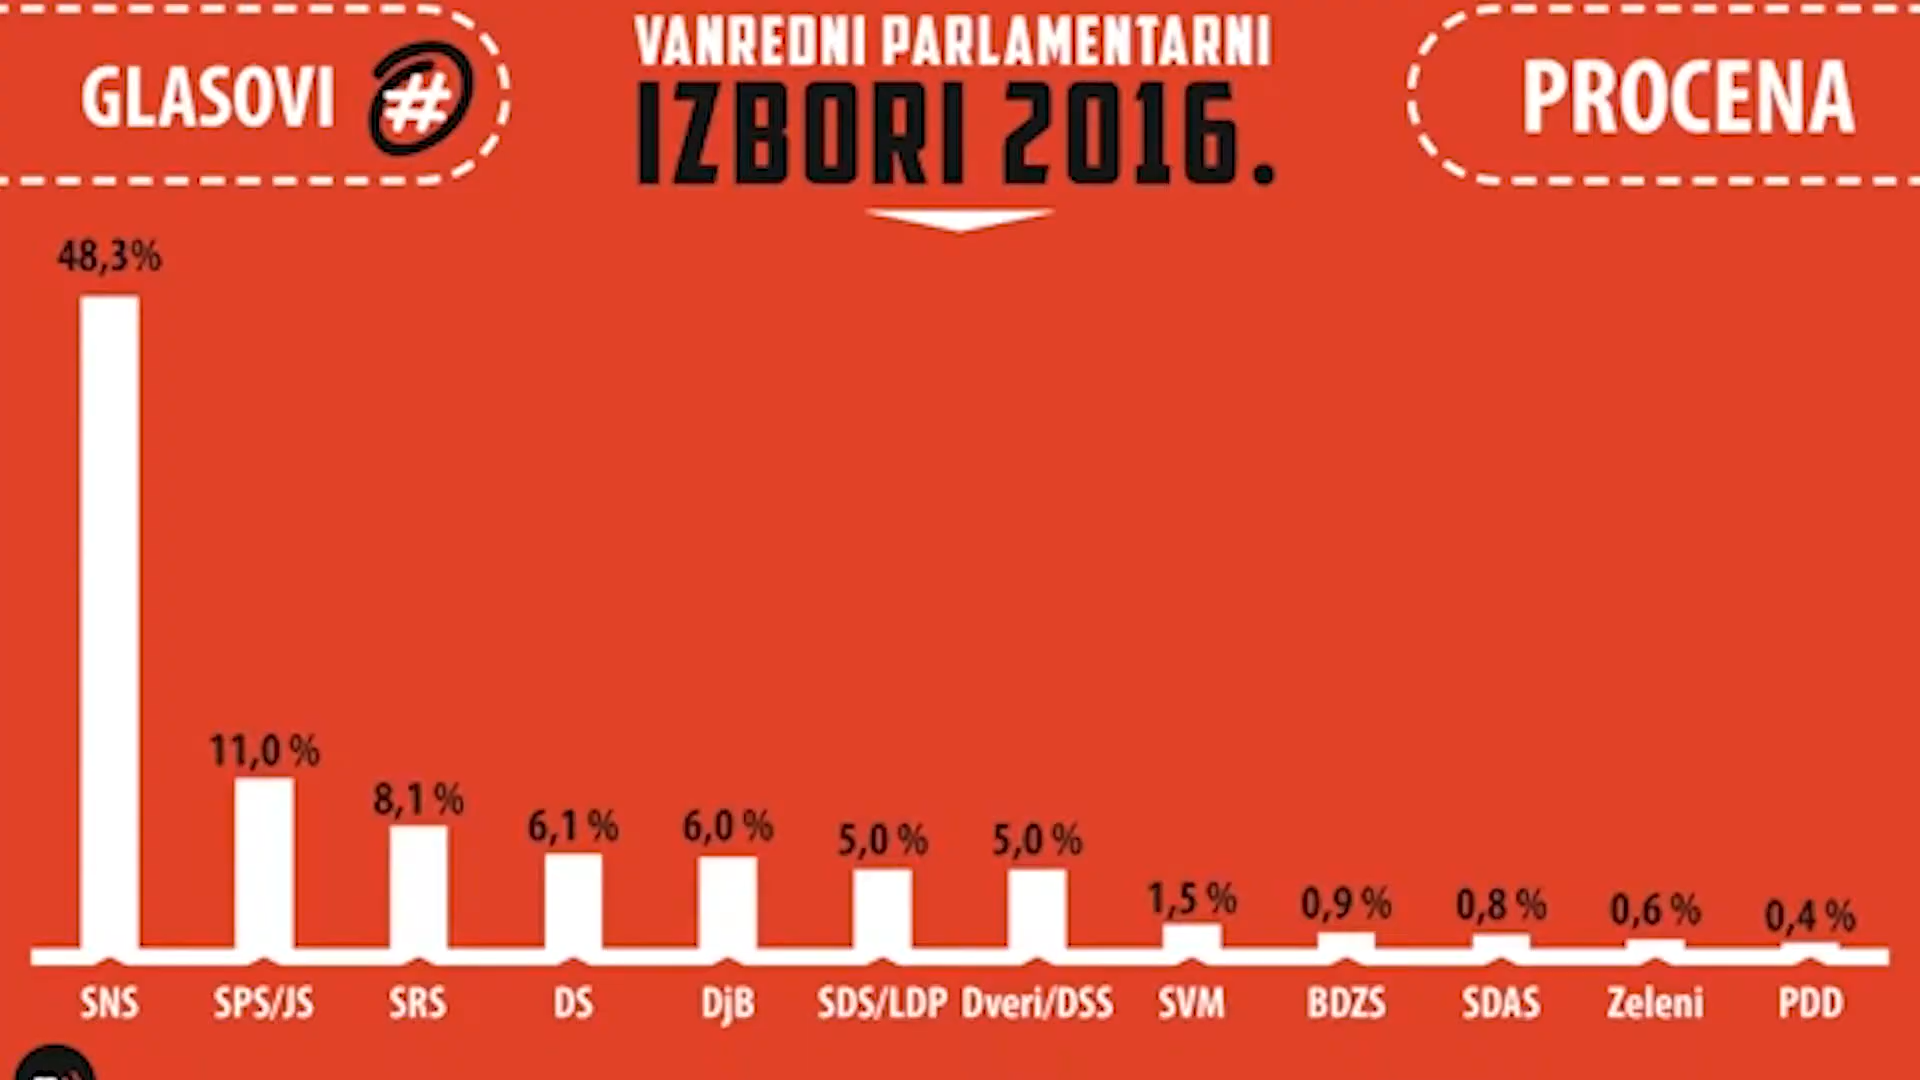 GLASOVI #
VANREDNI PARLAMENTARNI
IZBORI 2016.
PROCENA
48,3%
11,0 %
8,1 %
6,1 %
6,0 %
5,0 %
5,0 %
1,5 %
0,9 %
0,8 %
0,6 %
0,4 %
SNS
SPS/JS
SRS
DS
DjB
SDS/LDP
Dveri/DSS
SVM
BDZS
SDAS
Zeleni
PDD